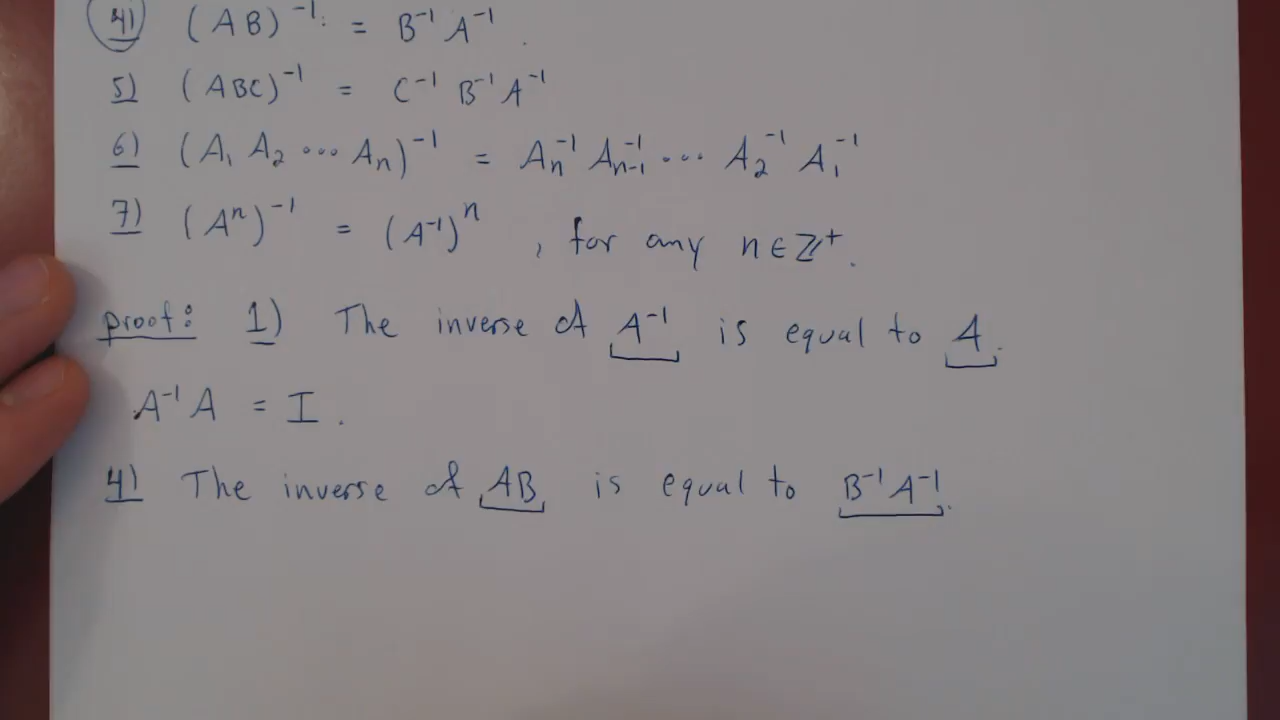 4) (AB)⁻¹ = B⁻¹ A⁻¹.
5) (ABC)⁻¹ = C⁻¹ B⁻¹ A⁻¹
6) (A₁ A₂ ⋯ Aₙ)⁻¹ = Aₙ⁻¹ Aₙ₋₁⁻¹ ⋯ A₂⁻¹ A₁⁻¹
7) (Aⁿ)⁻¹ = (A⁻¹)ⁿ, for any n ∈ ℤ⁺.
proof: 1) The inverse of A⁻¹ is equal to A.
A⁻¹ A = I.
4) The inverse of AB is equal to B⁻¹ A⁻¹.